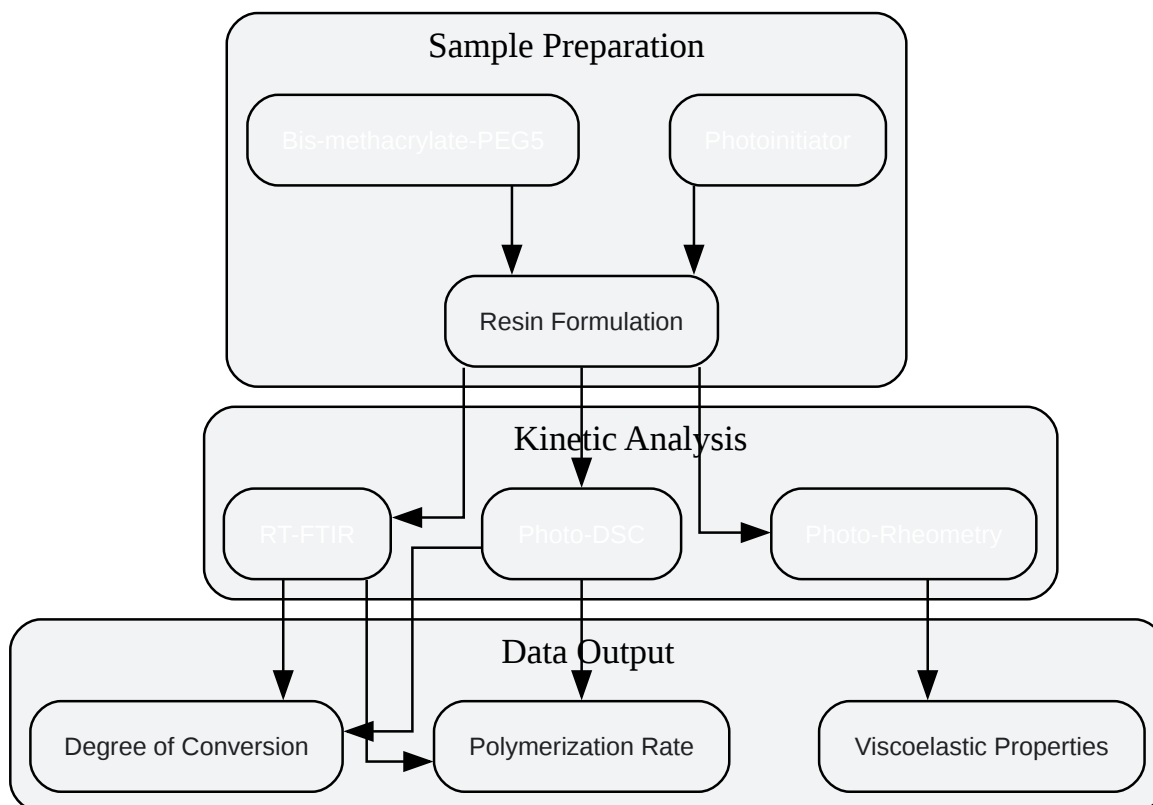 Sample Preparation
Bis-methacrylate-PEG5
Photoinitiator
Resin Formulation
Kinetic Analysis
RT-FTIR
Photo-DSC
Photo-Rheometry
Data Output
Degree of Conversion
Polymerization Rate
Viscoelastic Properties